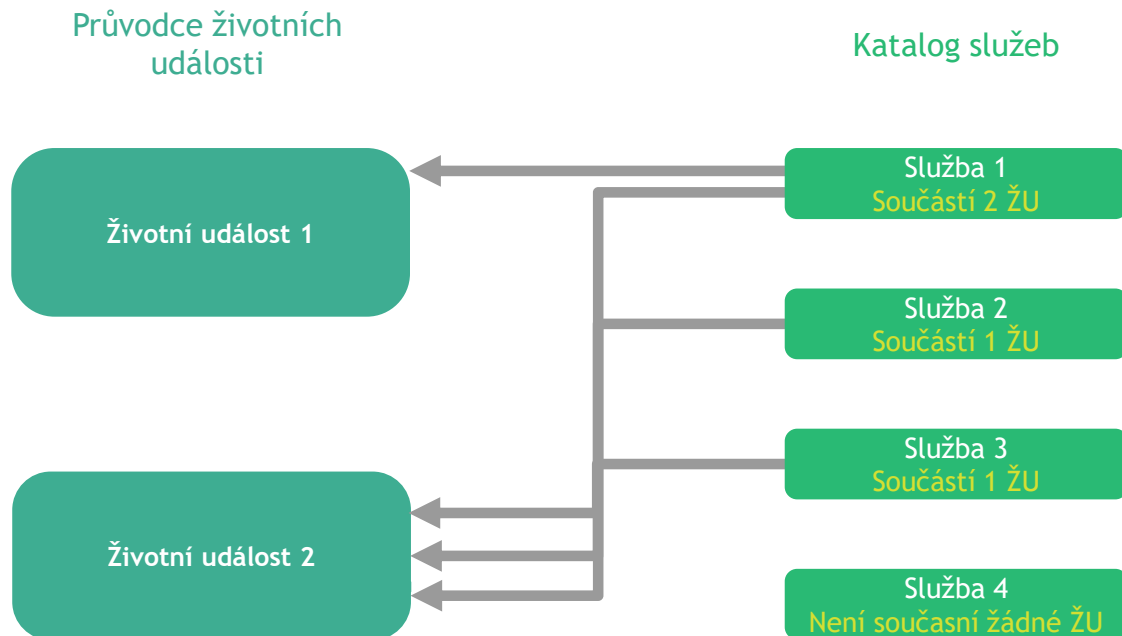 Průvodce životních
události
Katalog služeb
Životní událost 1
Služba 1
Součástí 2 ŽU
Služba 2
Součástí 1 ŽU
Služba 3
Součástí 1 ŽU
Životní událost 2
Služba 4
Není současní žádné ŽU